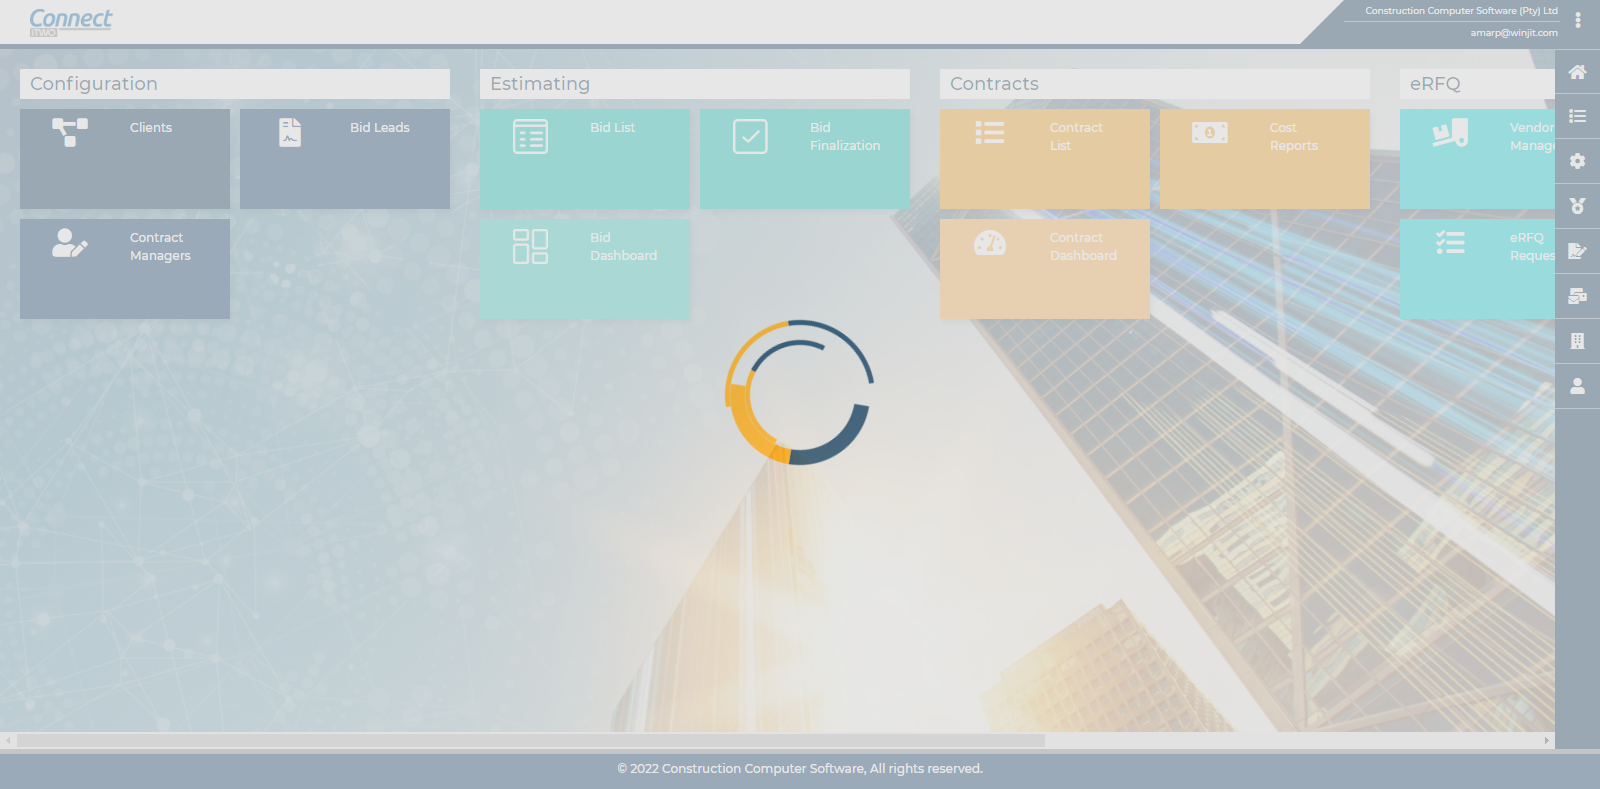 Connect
iTWO
Construction Computer Software (Pty) Ltd
amarp@winjit.com
Configuration
Clients
Bid Leads
Contract
Managers
Estimating
Bid List
Bid
Finalization
Bid
Dashboard
Contracts
Contract
List
Cost
Reports
Contract
Dashboard
eRFQ
Vendor
Manage
eRFQ
Reques
© 2022 Construction Computer Software, All rights reserved.